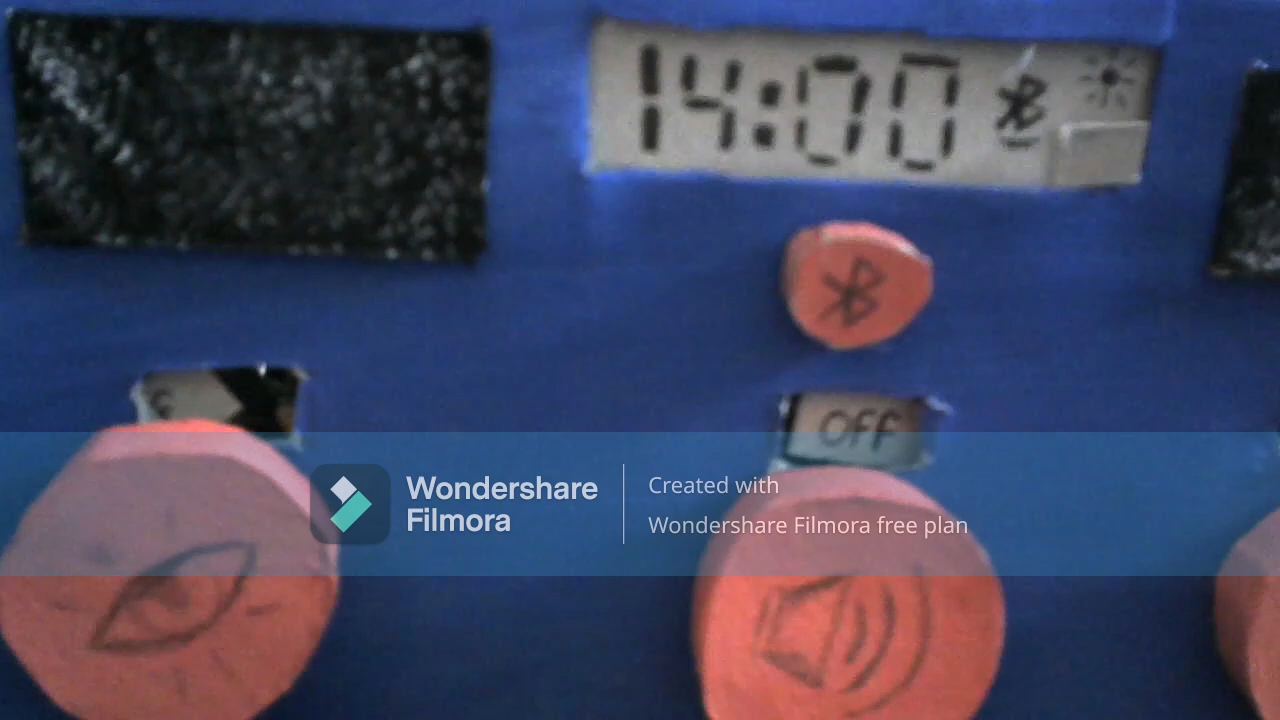 14:00
OFF
Wondershare
Filmora
Created with
Wondershare Filmora free plan